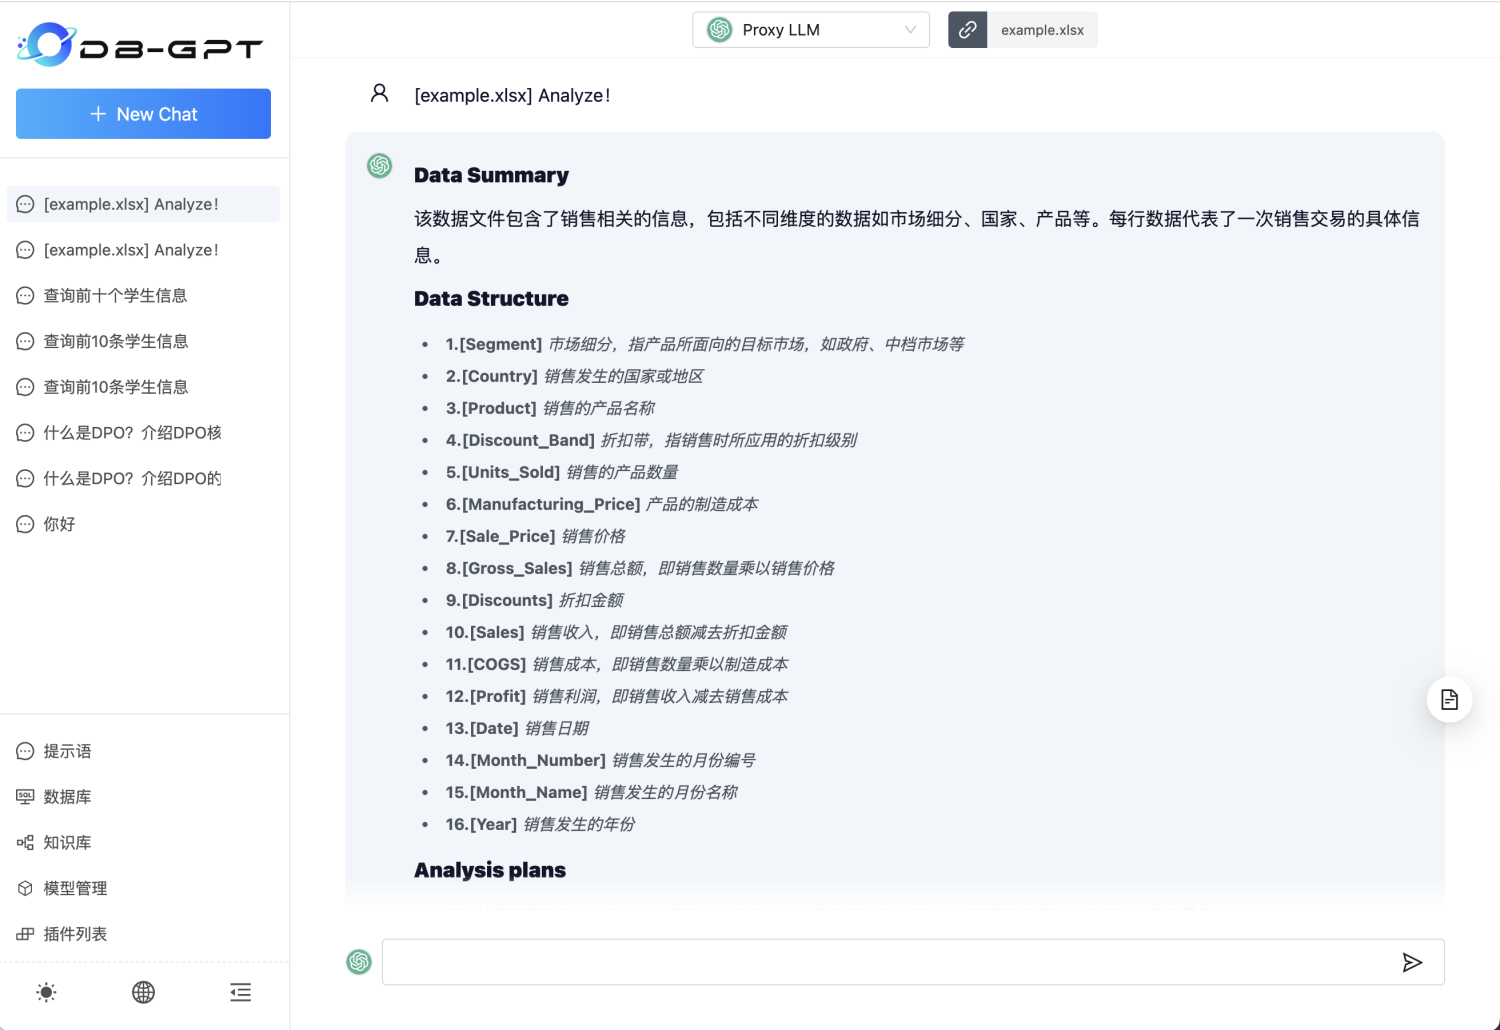 DB-GPT
New Chat
[example.xlsx] Analyze！
[example.xlsx] Analyze！
查询前十个学生信息
查询前10条学生信息
查询前10条学生信息
什么是DPO？介绍DPO核
什么是DPO？介绍DPO的
你好
提示语
SQL
数据库
知识库
模型管理
插件列表
Proxy LLM
example.xlsx
[example.xlsx] Analyze！
Data Summary
该数据文件包含了销售相关的信息，包括不同维度的数据如市场细分、国家、产品等。每行数据代表了一次销售交易的具体信
息。
Data Structure
• 1.[Segment] 市场细分，指产品所面向的目标市场，如政府、中档市场等
• 2.[Country] 销售发生的国家或地区
• 3.[Product] 销售的产品名称
• 4.[Discount_Band] 折扣带，指销售时所应用的折扣级别
• 5.[Units_Sold] 销售的产品数量
• 6.[Manufacturing_Price] 产品的制造成本
• 7.[Sale_Price] 销售价格
• 8.[Gross_Sales] 销售总额，即销售数量乘以销售价格
• 9.[Discounts] 折扣金额
• 10.[Sales] 销售收入，即销售总额减去折扣金额
• 11.[COGS] 销售成本，即销售数量乘以制造成本
• 12.[Profit] 销售利润，即销售收入减去销售成本
• 13.[Date] 销售日期
• 14.[Month_Number] 销售发生的月份编号
• 15.[Month_Name] 销售发生的月份名称
• 16.[Year] 销售发生的年份
Analysis plans